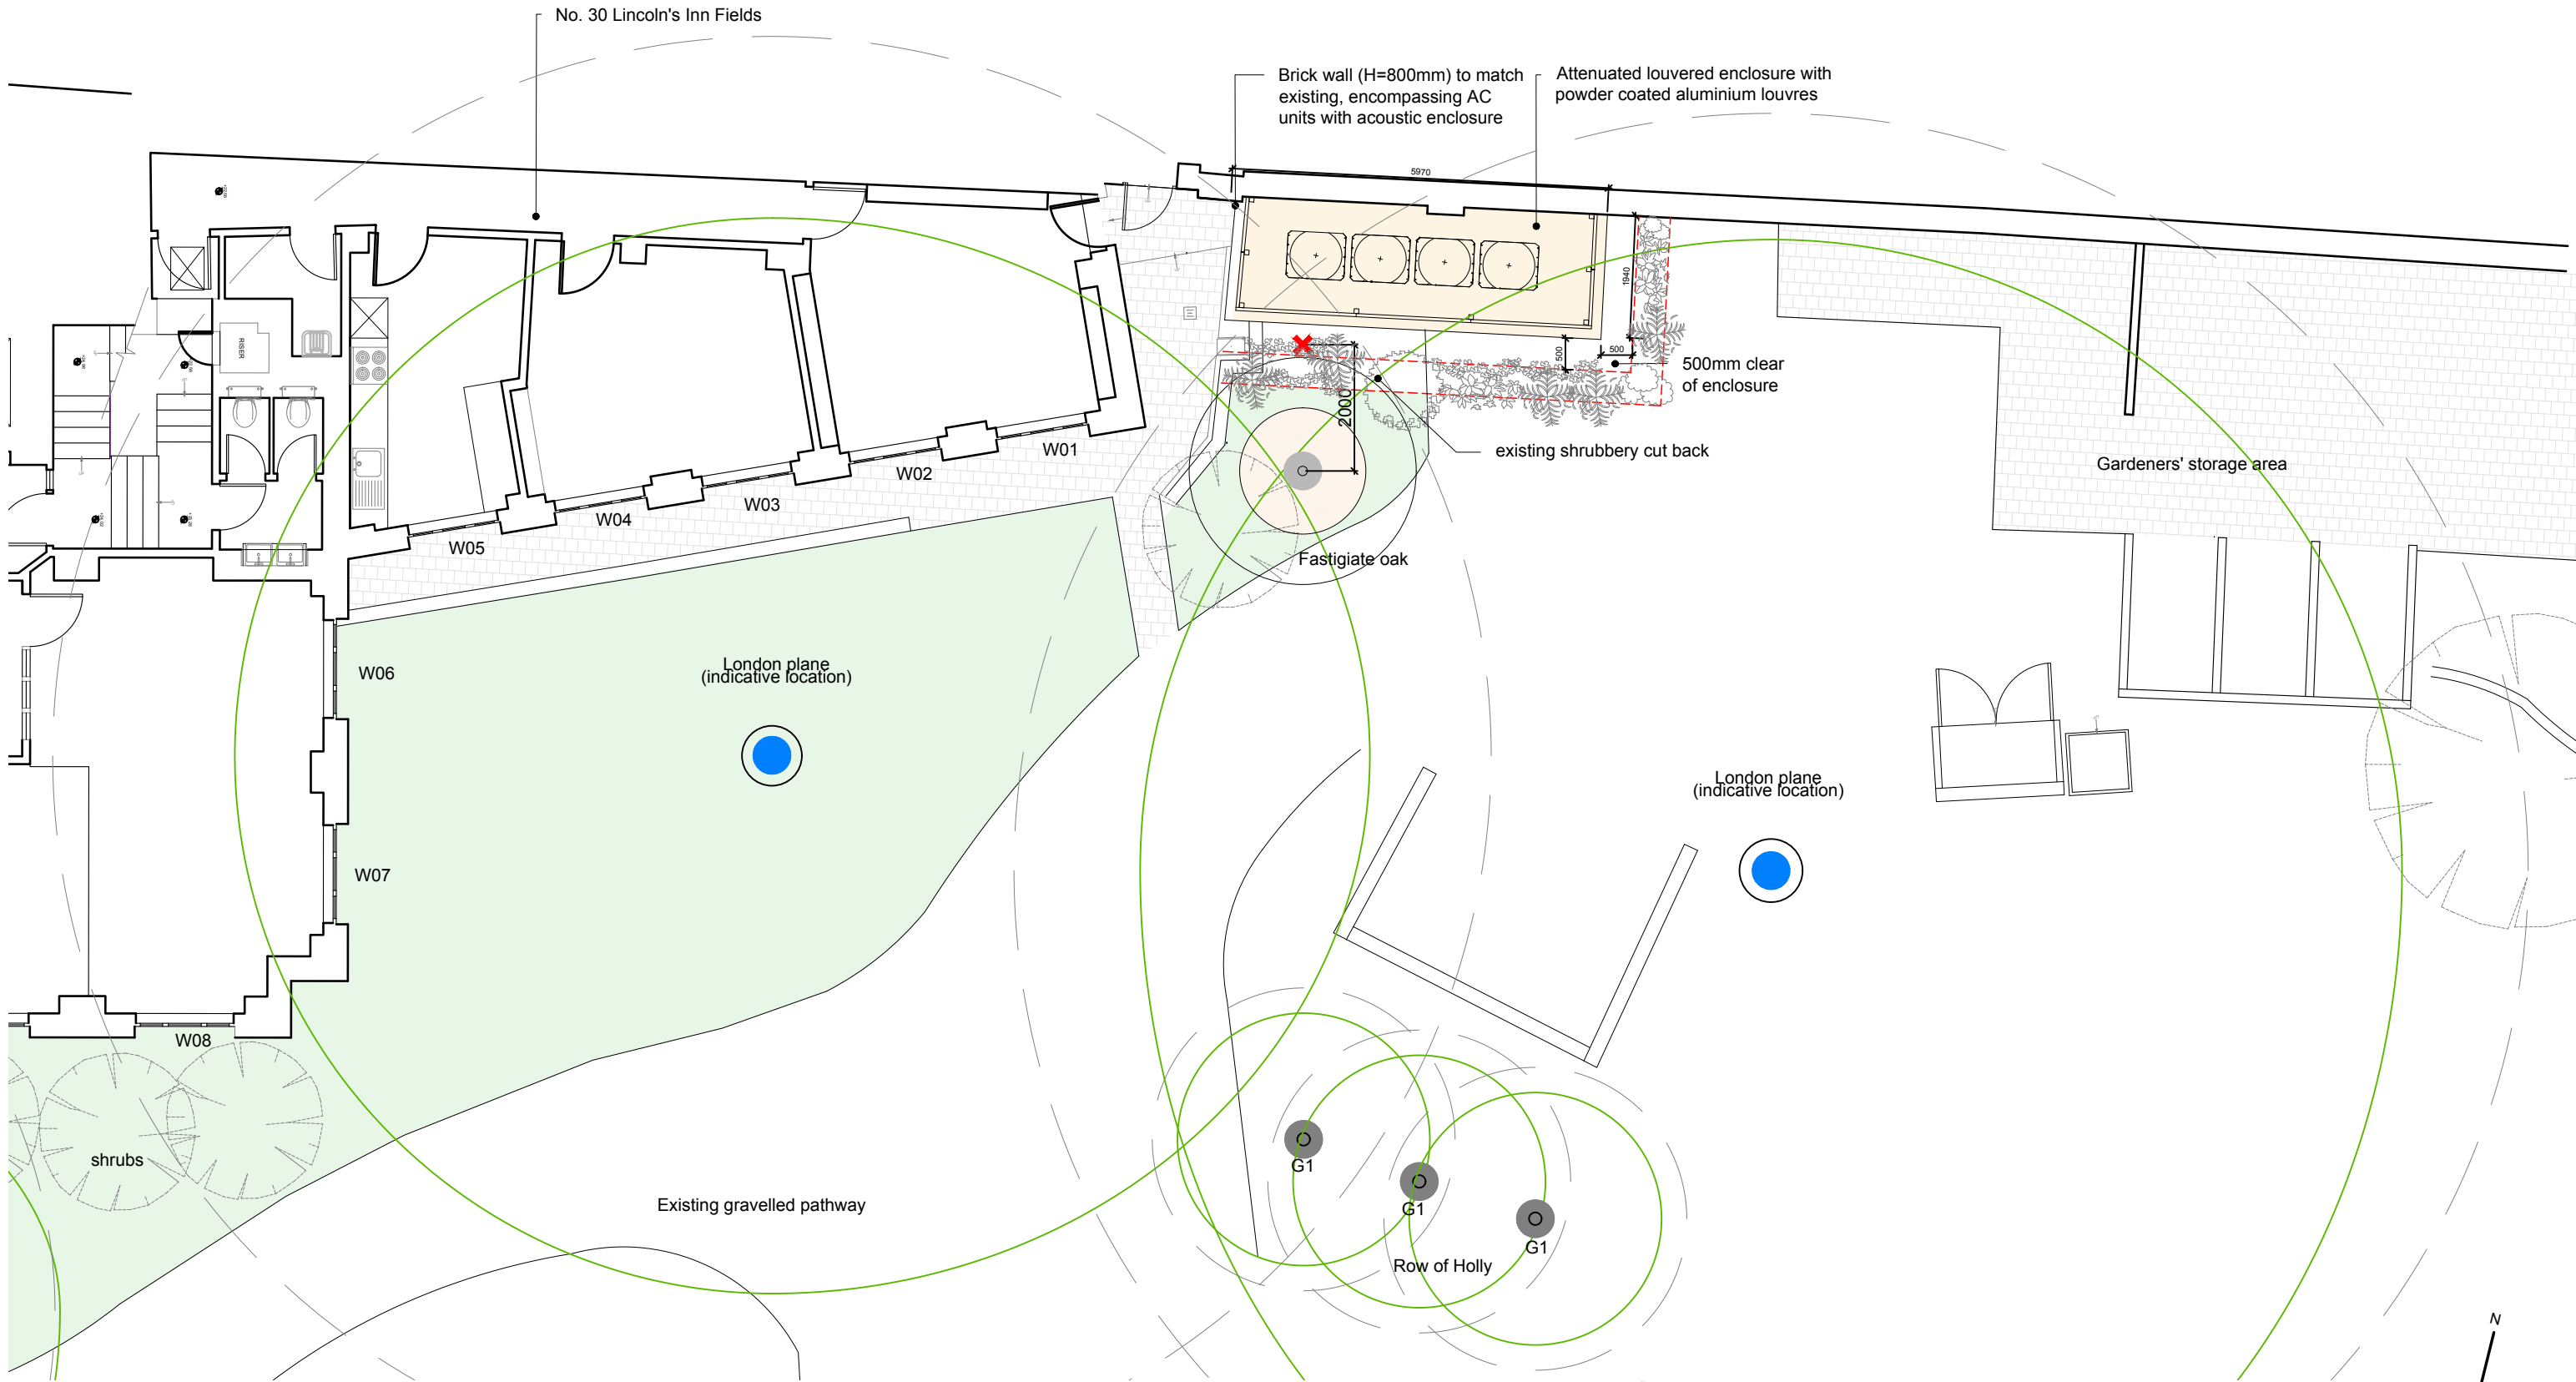 No. 30 Lincoln's Inn Fields
Brick wall (H=800mm) to match
existing, encompassing AC
units with acoustic enclosure
Attenuated louvered enclosure with
powder coated aluminium louvres
5970
1940
500
500
500mm clear
of enclosure
2000
existing shrubbery cut back
Gardeners' storage area
RISER
W01
W02
W03
W04
W05
Fastigiate oak
W06
London plane
(indicative location)
London plane
(indicative location)
W07
W08
shrubs
Existing gravelled pathway
G1
G1
G1
Row of Holly
N